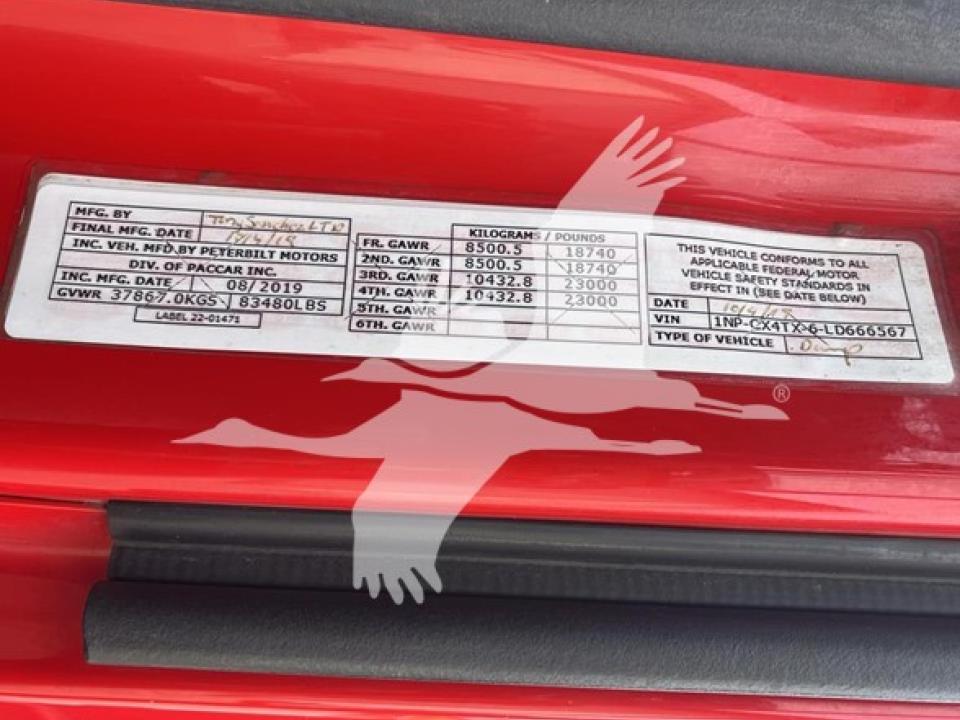 MFG. BY
FINAL MFG. DATE
INC. VEH. MFD BY PETERBILT MOTORS
DIV. OF PACCAR INC.
INC. MFG. DATE 08/2019
GVWR 37867.0KGS 83480LBS
LABEL 22-01471
KILOGRAMS / POUNDS
FR. GAWR 8500.5 18740
2ND. GAWR 8500.5 18740
3RD. GAWR 10432.8 23000
4TH. GAWR 10432.8 23000
5TH. GAWR
6TH. GAWR
THIS VEHICLE CONFORMS TO ALL
APPLICABLE FEDERAL MOTOR
VEHICLE SAFETY STANDARDS IN
EFFECT IN (SEE DATE BELOW)
DATE
VIN 1NP-CX4TX-6-LD666567
TYPE OF VEHICLE Dump
®